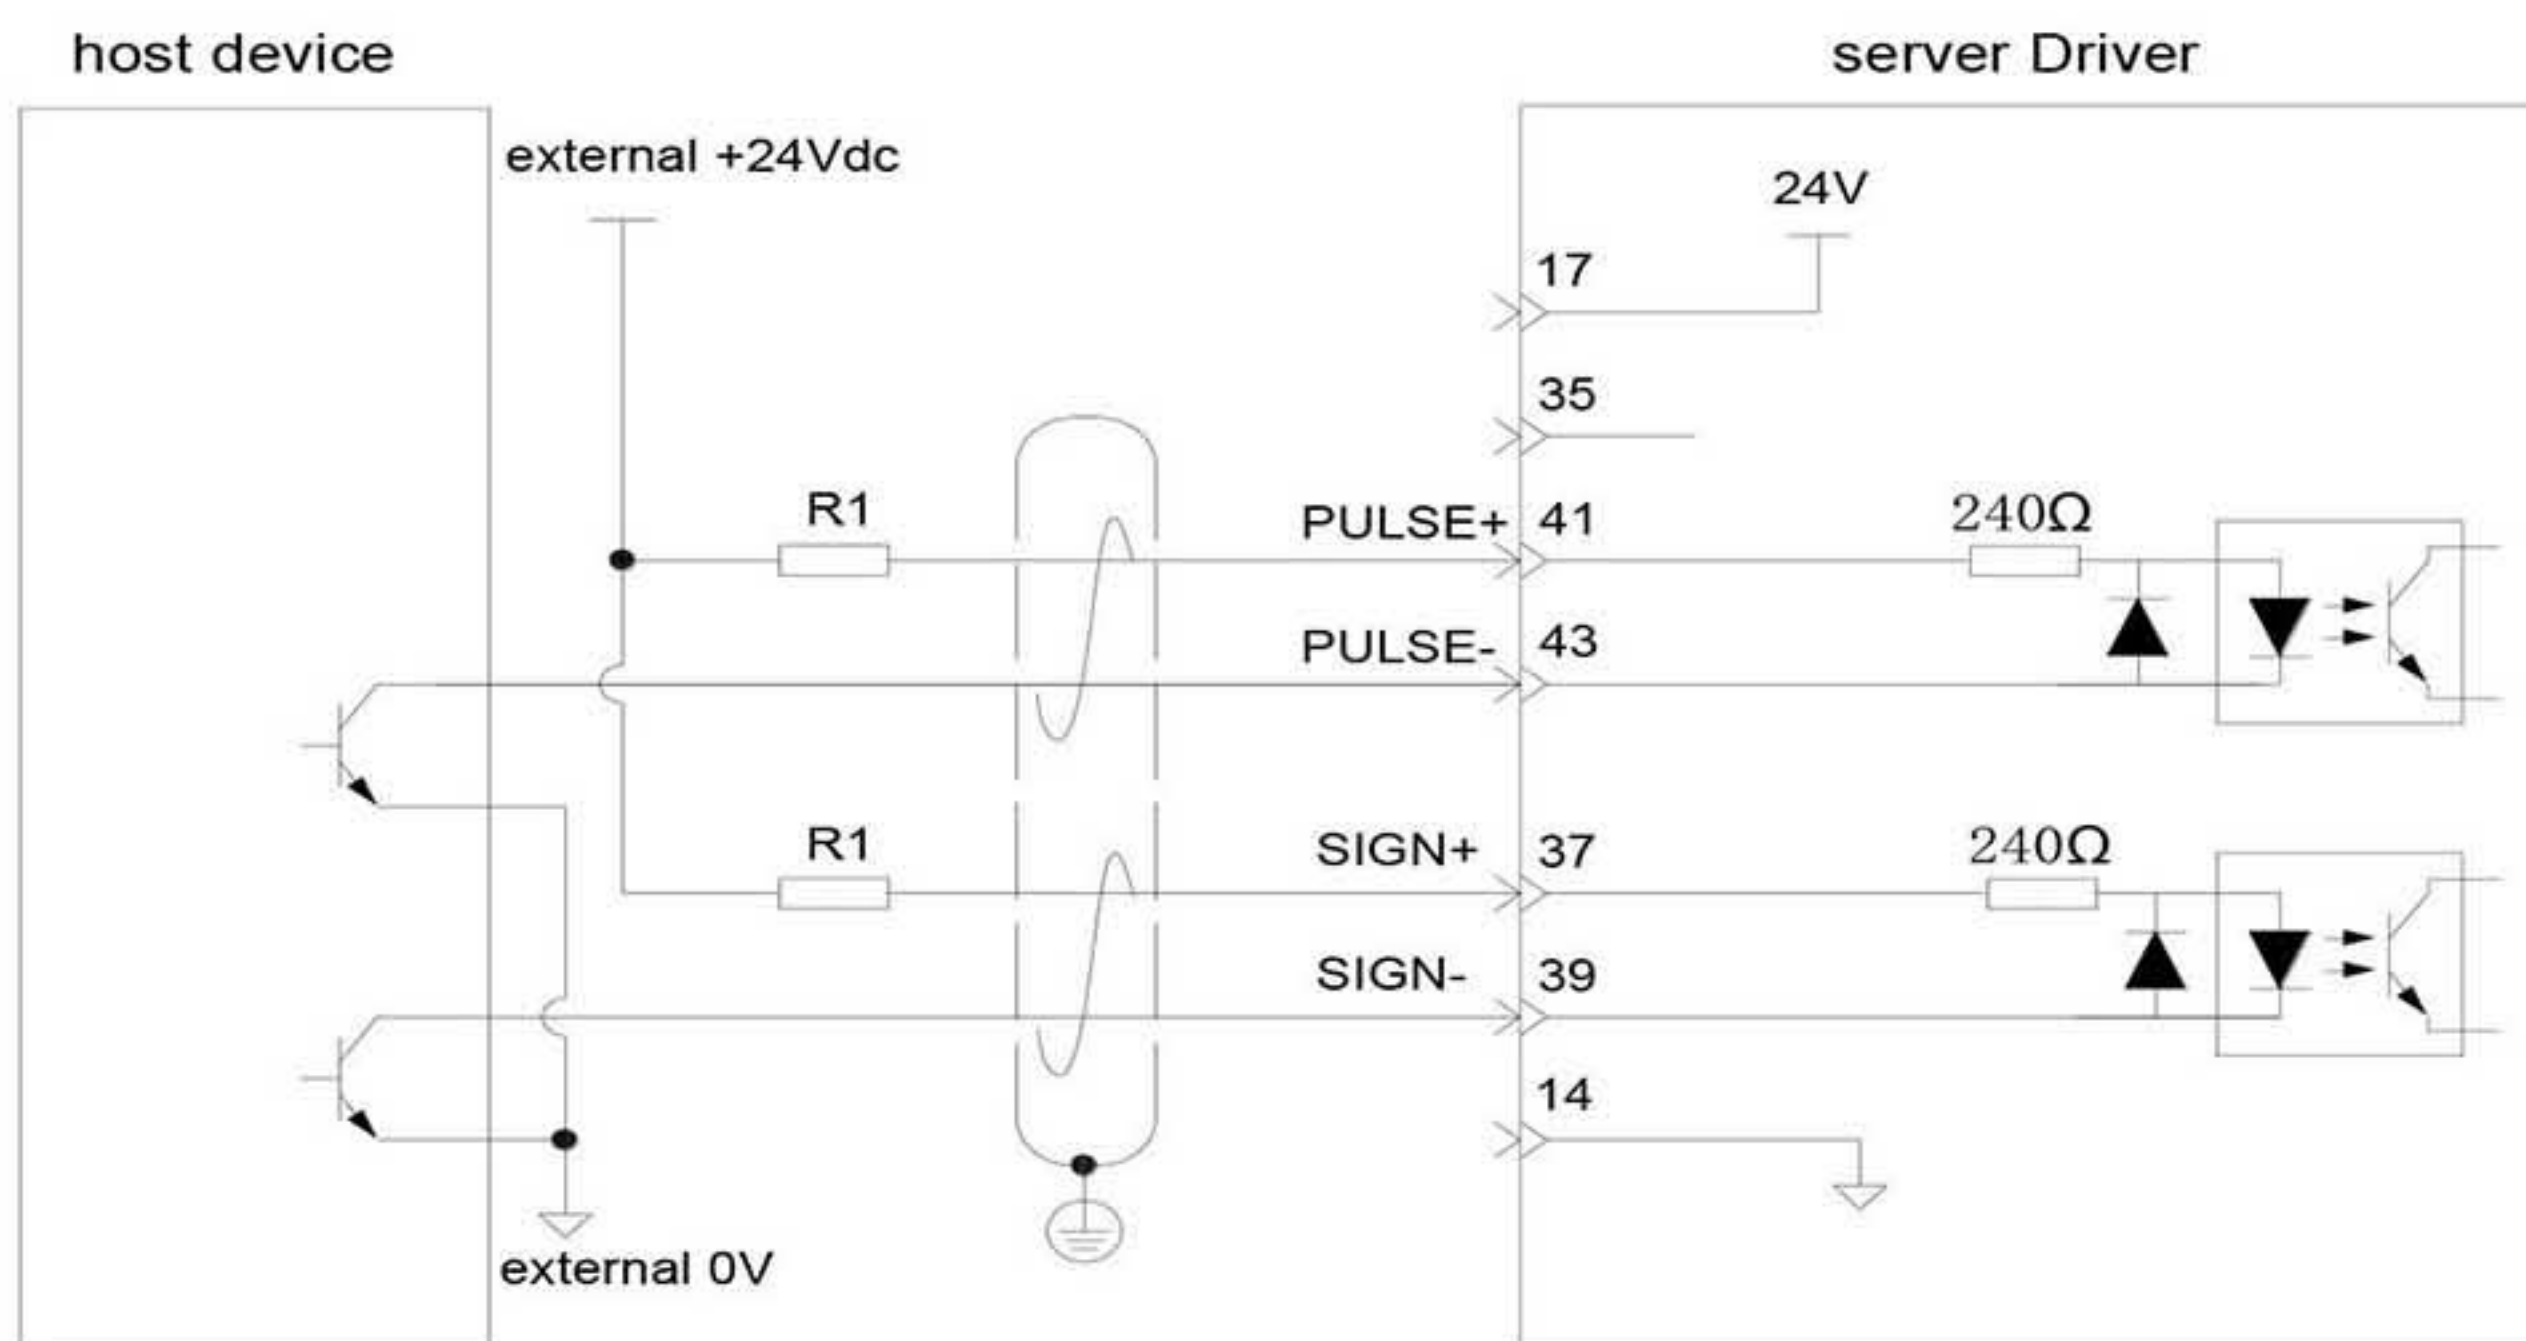 host device
server Driver
external +24Vdc
24V
17
35
R1
PULSE+
41
240Ω
PULSE-
43
R1
SIGN+
37
240Ω
SIGN-
39
14
external 0V